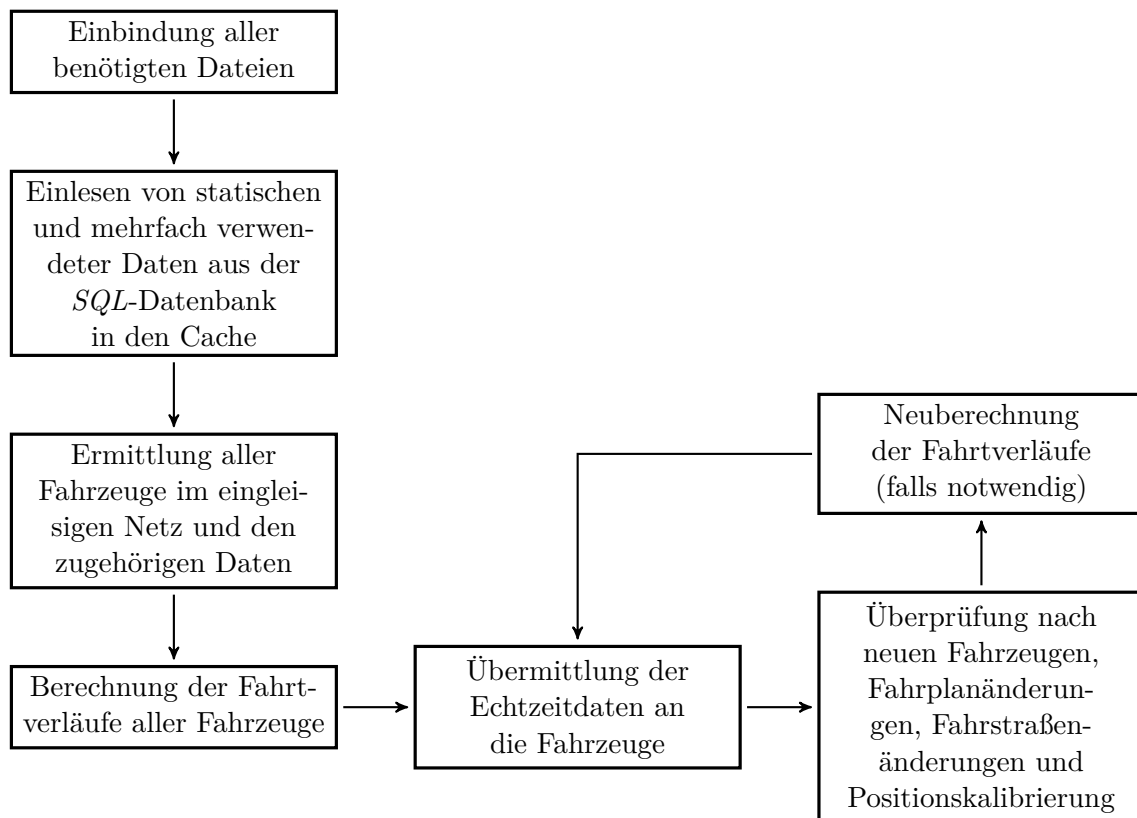 Einbindung aller
benötigten Dateien
Einlesen von statischen
und mehrfach verwen-
deter Daten aus der
SQL-Datenbank
in den Cache
Ermittlung aller
Fahrzeuge im einglei-
sigen Netz und den
zugehörigen Daten
Berechnung der Fahrt-
verläufe aller Fahrzeuge
Übermittlung der
Echtzeitdaten an
die Fahrzeuge
Überprüfung nach
neuen Fahrzeugen,
Fahrplanänderun-
gen, Fahrstraßen-
änderungen und
Positionskalibrierung
Neuberechnung
der Fahrtverläufe
(falls notwendig)